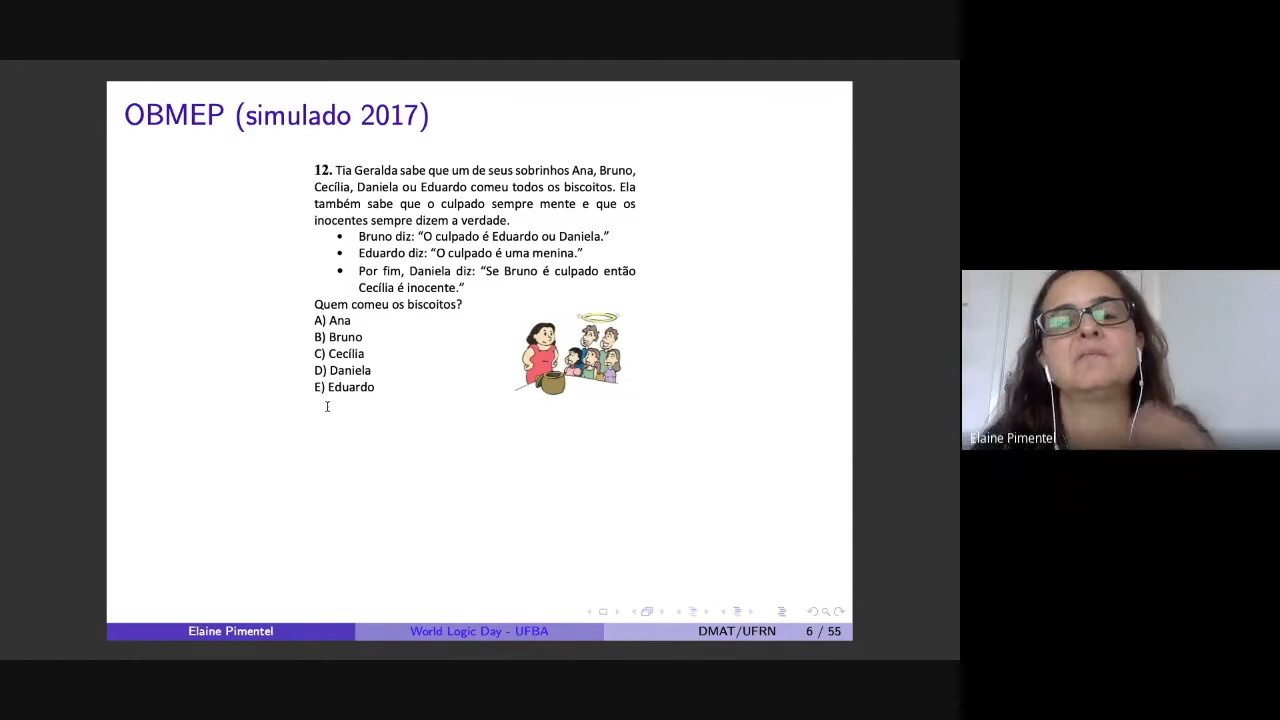 OBMEP (simulado 2017)
12. Tia Geralda sabe que um de seus sobrinhos Ana, Bruno,
Cecília, Daniela ou Eduardo comeu todos os biscoitos. Ela
também sabe que o culpado sempre mente e que os
inocentes sempre dizem a verdade.
• Bruno diz: “O culpado é Eduardo ou Daniela.”
• Eduardo diz: “O culpado é uma menina.”
• Por fim, Daniela diz: “Se Bruno é culpado então
Cecília é inocente.”
Quem comeu os biscoitos?
A) Ana
B) Bruno
C) Cecília
D) Daniela
E) Eduardo
Elaine Pimentel
World Logic Day - UFBA
DMAT/UFRN
6 / 55
Elaine Pimentel